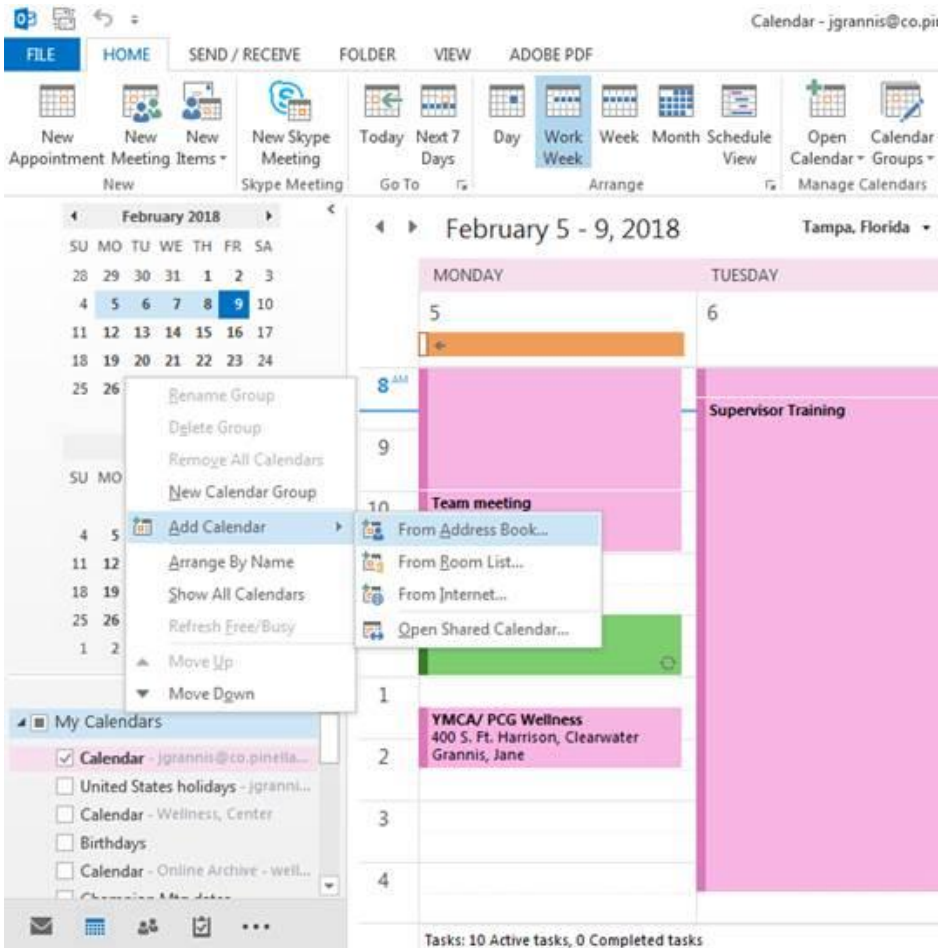 Calendar - jgrannis@co.pin
FILE HOME SEND / RECEIVE FOLDER VIEW ADOBE PDF
New Appointment
New Meeting
New Items
New Skype Meeting
Today
Next 7 Days
Day
Work Week
Week
Month
Schedule View
Open Calendar
Calendar Groups
New
Skype Meeting
Go To
Arrange
Manage Calendars
February 2018
SU MO TU WE TH FR SA
28 29 30 31 1 2 3
4 5 6 7 8 9 10
11 12 13 14 15 16 17
18 19 20 21 22 23 24
25 26
SU MO
4 5
11 12
18 19
25 26
1 2
Rename Group
Delete Group
Remove All Calendars
New Calendar Group
Add Calendar
Arrange By Name
Show All Calendars
Refresh Free/Busy
Move Up
Move Down
From Address Book...
From Room List...
From Internet...
Open Shared Calendar...
My Calendars
Calendar - jgrannis@co.pinella...
United States holidays - jgranni...
Calendar - Wellness, Center
Birthdays
Calendar - Online Archive - well...
February 5 - 9, 2018
Tampa, Florida
MONDAY
TUESDAY
5
6
8 AM
9
10
1
2
3
4
Team meeting
YMCA/ PCG Wellness
400 S. Ft. Harrison, Clearwater
Grannis, Jane
Supervisor Training
Tasks: 10 Active tasks, 0 Completed tasks